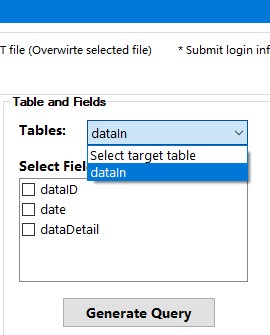 T file (Overwirte selected file) * Submit login inf
Table and Fields
Tables: dataIn
Select target table
dataIn
Select Fiel
dataID
date
dataDetail
Generate Query